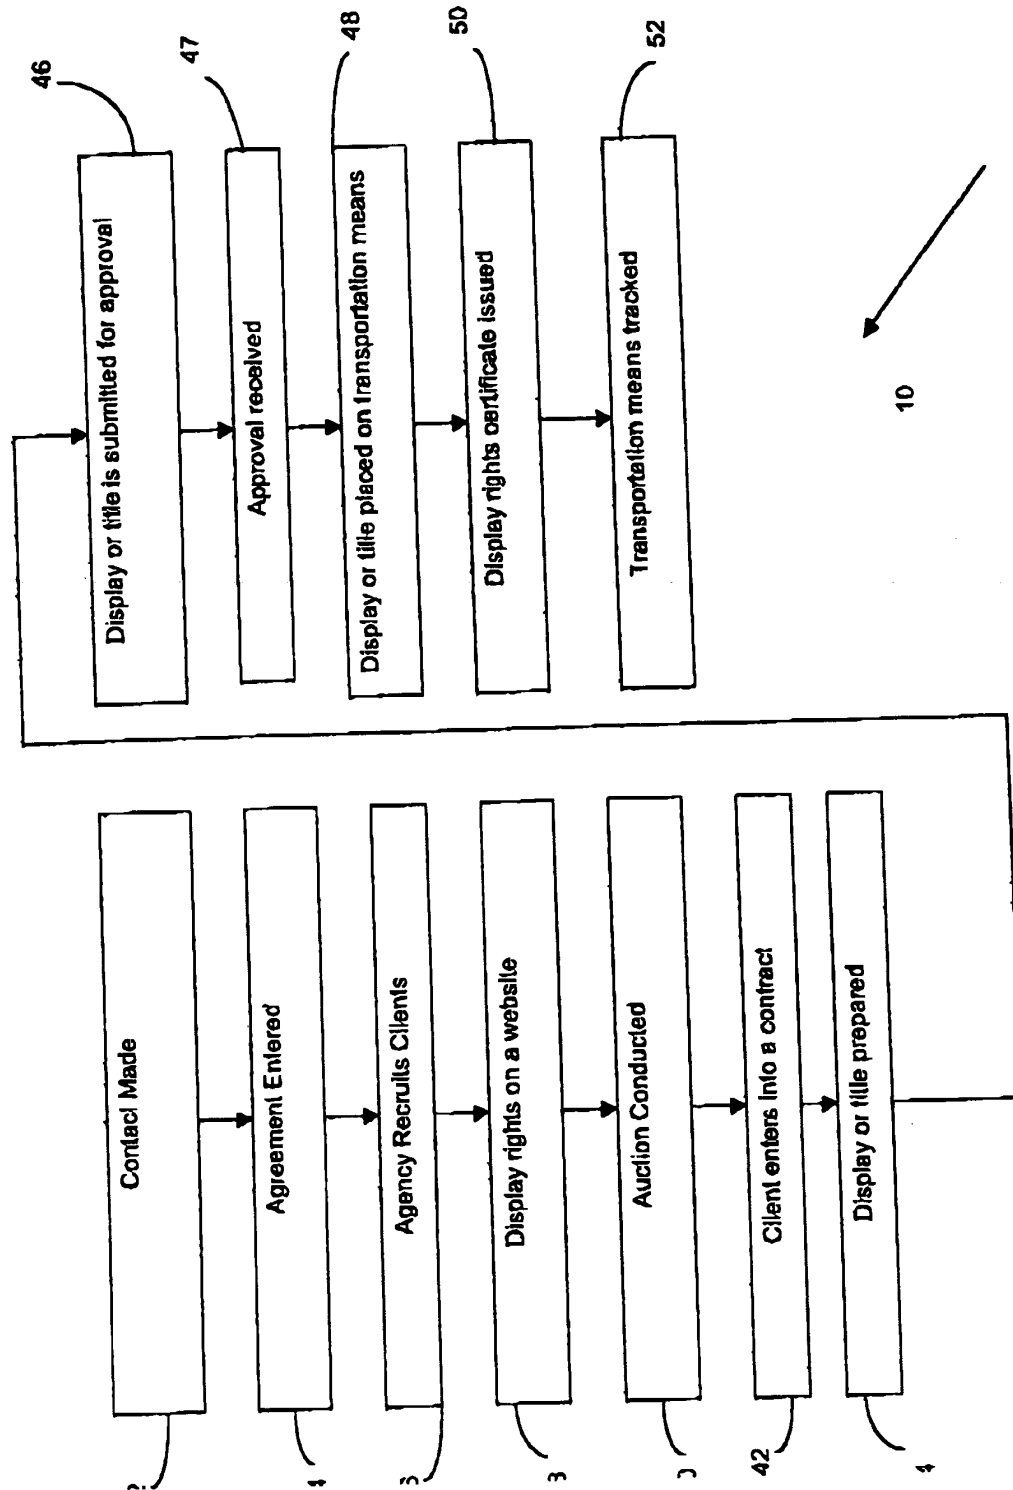 Contact Made
Agreement Entered
Agency Recruits Clients
Display rights on a website
Auction Conducted
Client enters into a contract
42
Display or title prepared
46
Display or title is submitted for approval
47
Approval received
48
Display or title placed on transportation means
50
Display rights certificate issued
52
Transportation means tracked
10